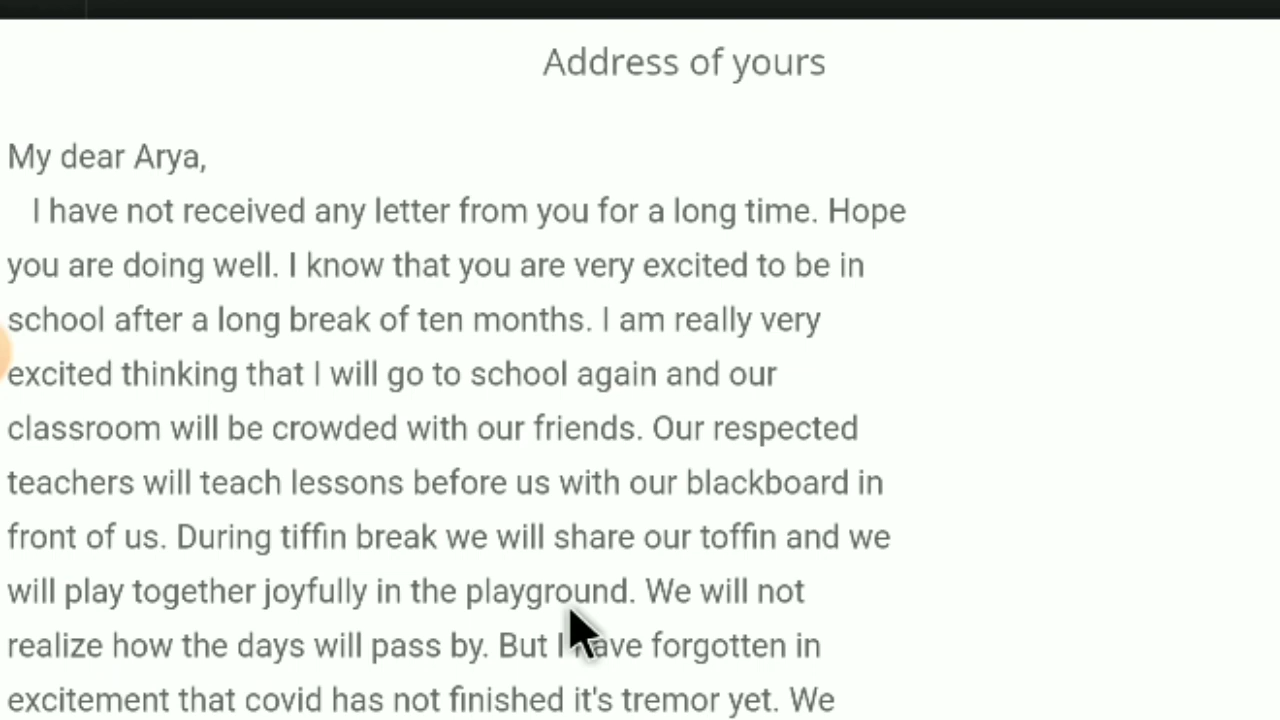 Address of yours
My dear Arya,
I have not received any letter from you for a long time. Hope
you are doing well. I know that you are very excited to be in
school after a long break of ten months. I am really very
excited thinking that I will go to school again and our
classroom will be crowded with our friends. Our respected
teachers will teach lessons before us with our blackboard in
front of us. During tiffin break we will share our toffin and we
will play together joyfully in the playground. We will not
realize how the days will pass by. But I have forgotten in
excitement that covid has not finished it's tremor yet. We